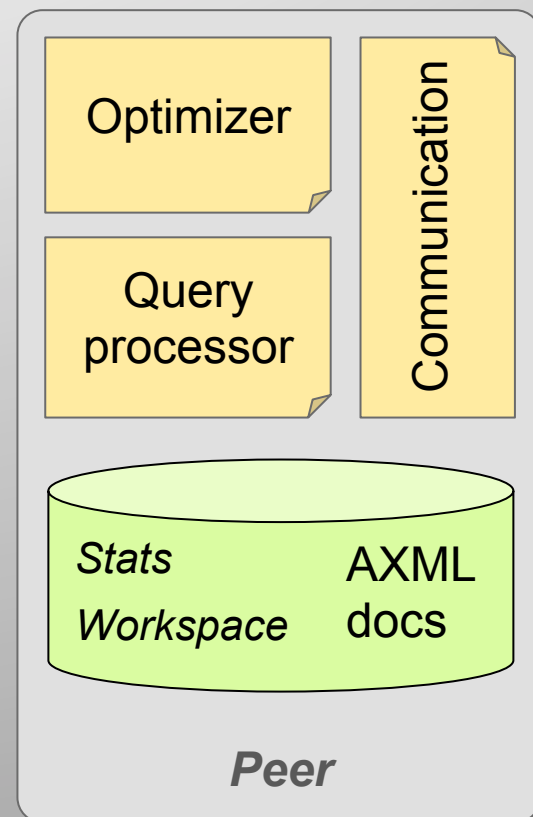 Optimizer
Communication
Query
processor
Stats
Workspace
AXML
docs
Peer